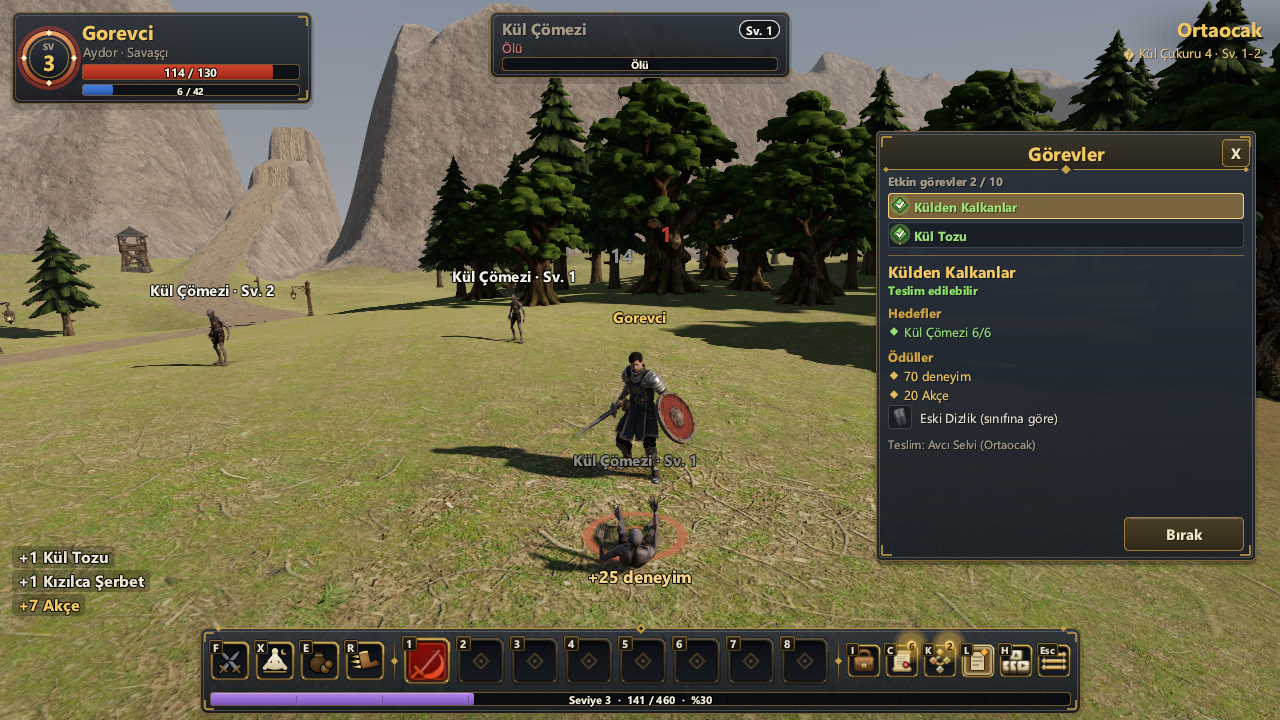 Gorevci
SV
3
Aydor · Savaşçı
114 / 130
6 / 42
Kül Çömezi
Sv. 1
Ölü
Ölü
Ortaocak
Kül Çukuru 4 · Sv. 1-2
Görevler
X
Etkin görevler 2 / 10
Külden Kalkanlar
Kül Tozu
Külden Kalkanlar
Teslim edilebilir
Hedefler
Kül Çömezi 6/6
Ödüller
70 deneyim
20 Akçe
Eski Dizlik (sınıfına göre)
Teslim: Avcı Selvi (Ortaocak)
Bırak
1
14
Kül Çömezi · Sv. 1
Kül Çömezi · Sv. 2
Gorevci
Kül Çömezi · Sv. 1
+25 deneyim
+1 Kül Tozu
+1 Kızılca Şerbet
+7 Akçe
F X E R 1 2 3 4 5 6 7 8 I C 6 K 2 L H Esc
Seviye 3 · 141 / 460 · %30